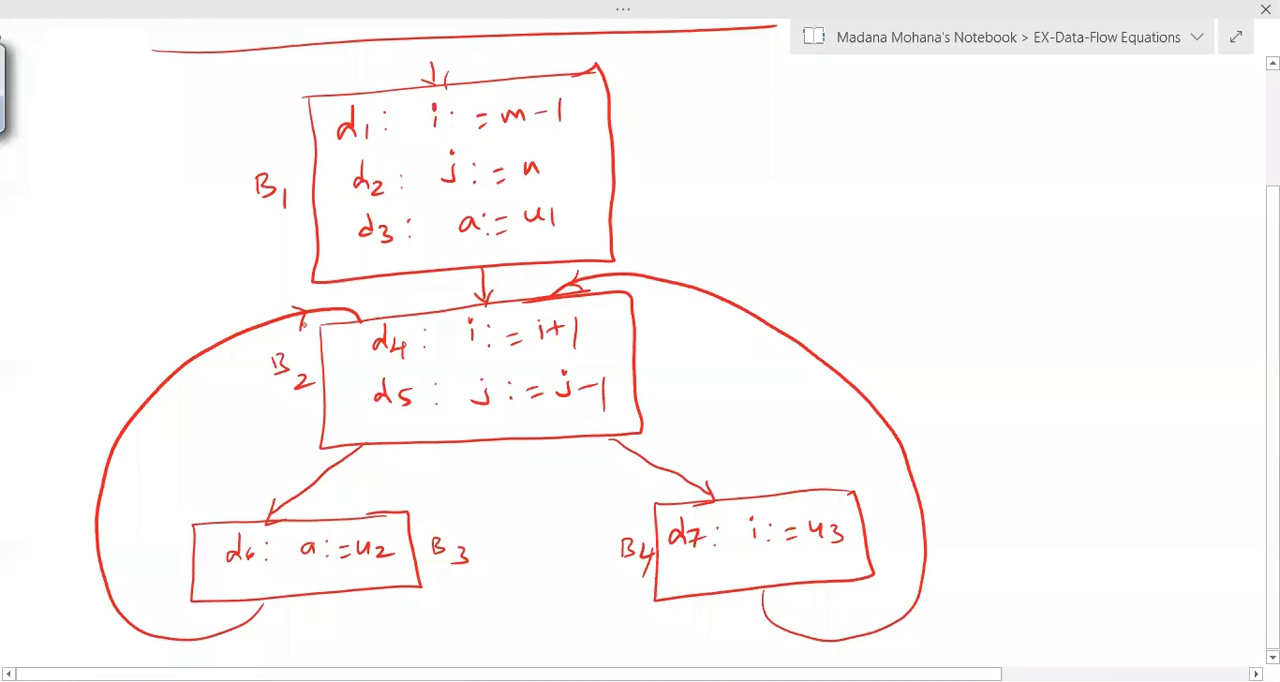 Madana Mohana's Notebook > EX-Data-Flow Equations
d1: i := m-1
d2: j := n
B1
d3: a := u1
d4: i := i+1
B2
d5: j := j-1
d6: a := u2
B3
d7: i := u3
B4